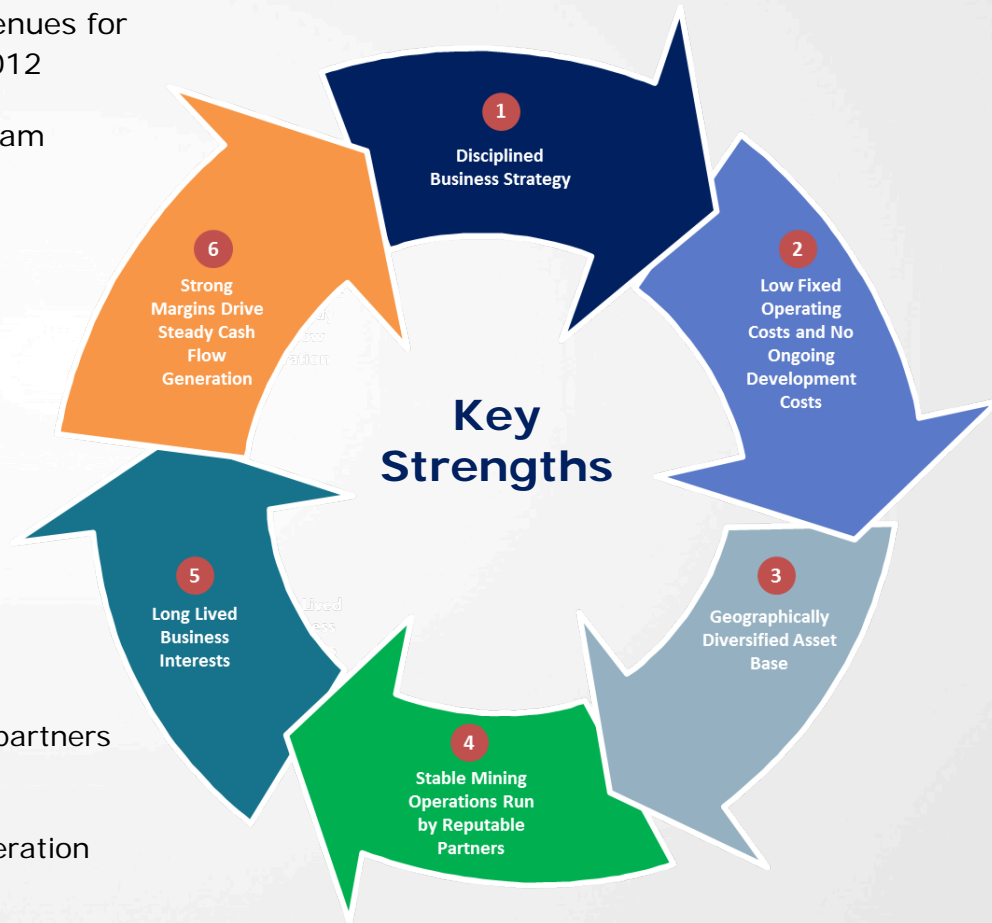 enues for
012
am
1
Disciplined
Business Strategy
2
Low Fixed
Operating
Costs and No
Ongoing
Development
Costs
3
Geographically
Diversified Asset
Base
4
Stable Mining
Operations Run
by Reputable
Partners
5
Long Lived
Business
Interests
6
Strong
Margins Drive
Steady Cash
Flow
Generation
Key
Strengths
partners
eration